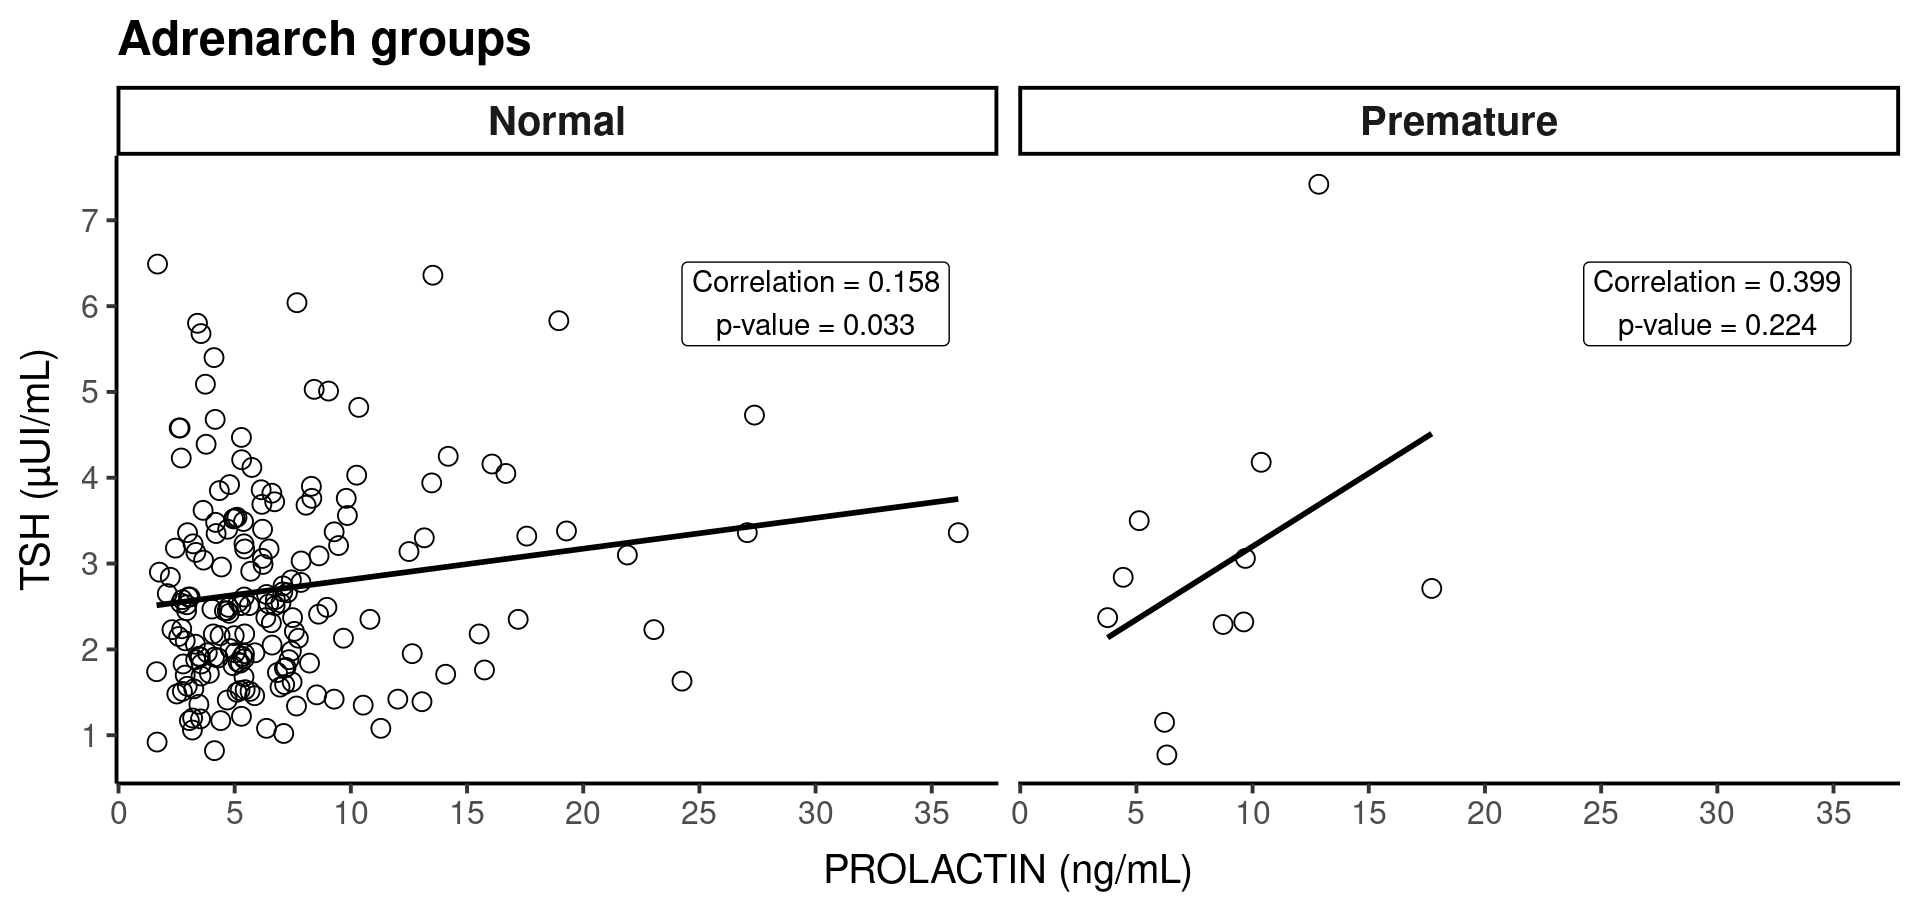 Adrenarch groups
Normal
Premature
7
6
5
4
3
2
1
TSH (µUI/mL)
Correlation = 0.158
p-value = 0.033
Correlation = 0.399
p-value = 0.224
0 5 10 15 20 25 30 35
0 5 10 15 20 25 30 35
PROLACTIN (ng/mL)